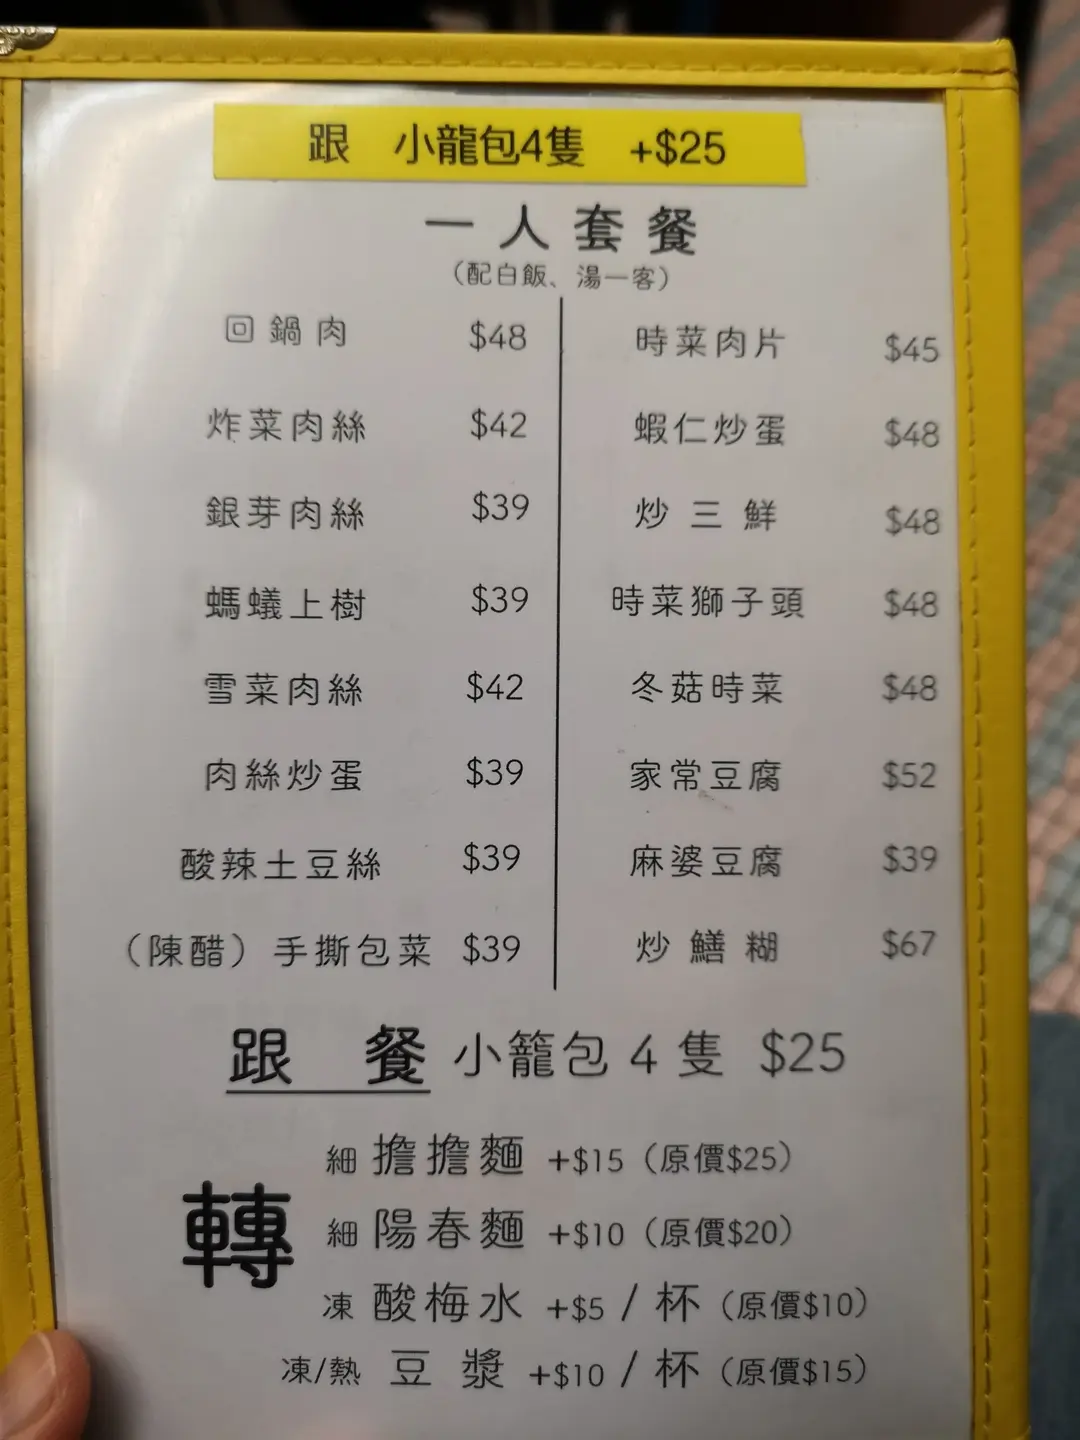 跟 小龍包4隻 +$25
一人套餐
（配白飯、湯一客）
回鍋肉 $48
炸菜肉絲 $42
銀芽肉絲 $39
螞蟻上樹 $39
雪菜肉絲 $42
肉絲炒蛋 $39
酸辣土豆絲 $39
（陳醋）手撕包菜 $39
時菜肉片 $45
蝦仁炒蛋 $48
炒三鮮 $48
時菜獅子頭 $48
冬菇時菜 $48
家常豆腐 $52
麻婆豆腐 $39
炒鱔糊 $67
跟餐 小籠包4隻 $25
轉
細 擔擔麵 +$15（原價$25）
細 陽春麵 +$10（原價$20）
凍 酸梅水 +$5 / 杯（原價$10）
凍/熱 豆漿 +$10 / 杯（原價$15）